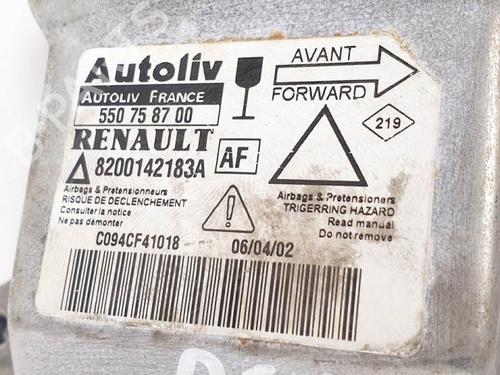 Autoliv
AUTOLIV FRANCE
550 75 87 00
RENAULT
8200142183A
AF
AVANT
FORWARD
219
Airbags & Pretensionneurs
RISQUE DE DECLENCHEMENT
Consulter la notice
Ne pas démonter
Airbags & Pretensioners
TRIGERRING HAZARD
Read manual
Do not remove
C094CF41018
06/04/02